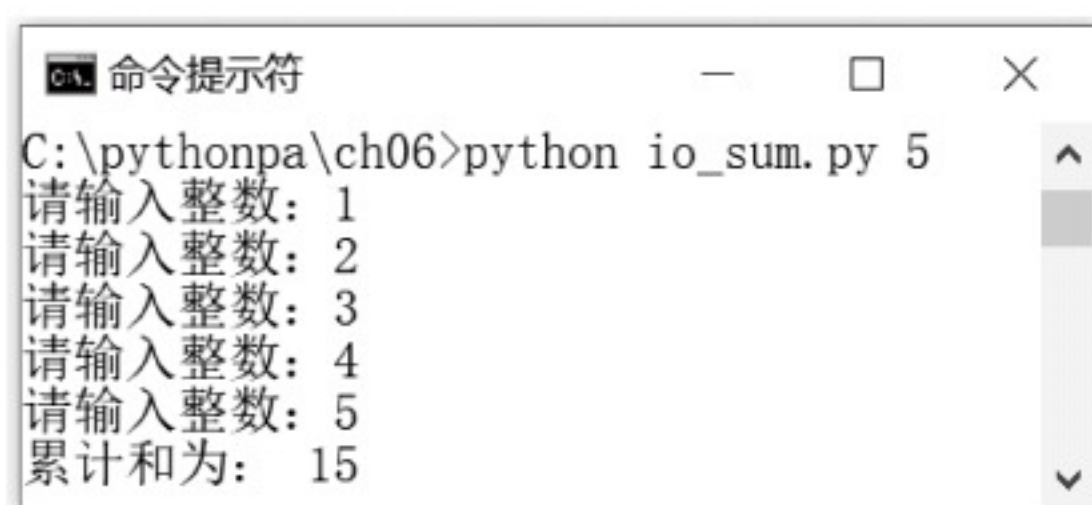 命令提示符
C:\pythonpa\ch06>python io_sum.py 5
请输入整数：1
请输入整数：2
请输入整数：3
请输入整数：4
请输入整数：5
累计和为： 15